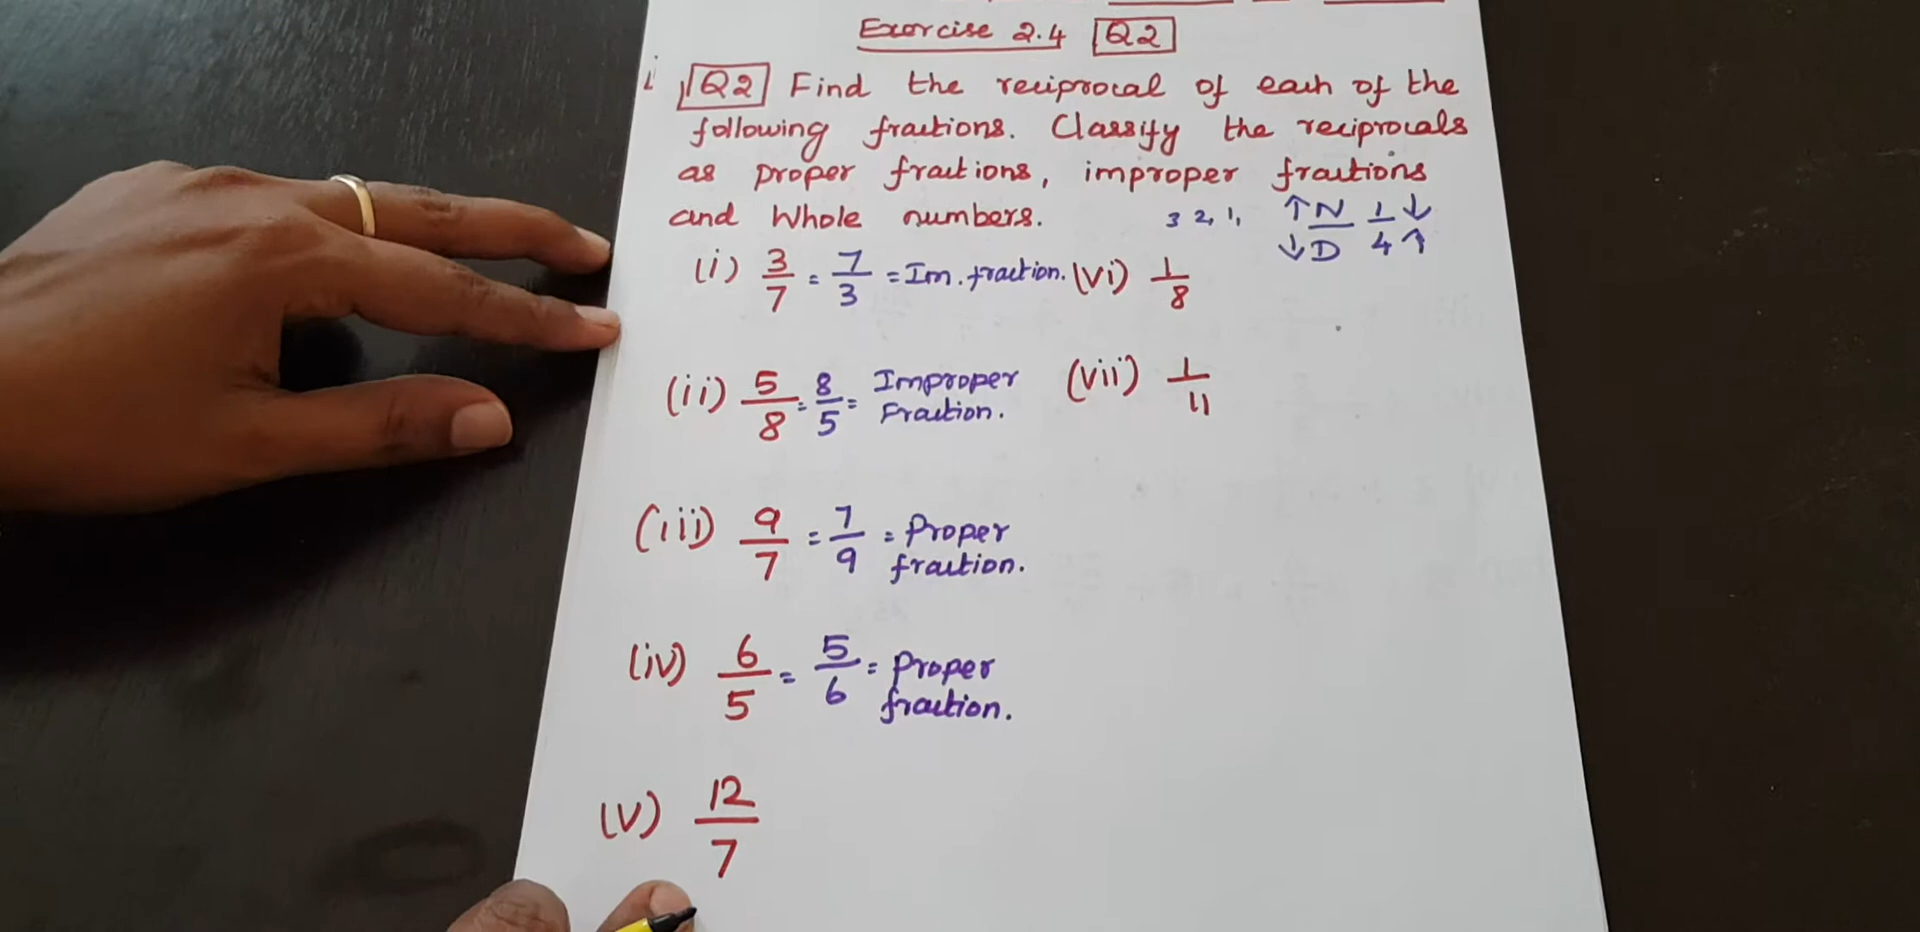 Exercise 2.4 Q2
Q2 Find the reciprocal of each of the
following fractions. Classify the reciprocals
as proper fractions, improper fractions
and Whole numbers.
3 2, 1, ↑N/↓D 1/4 ↓↑
(i) 3/7 = 7/3 = Im. fraction.
(ii) 5/8 = 8/5 = Improper
Fraction.
(iii) 9/7 = 7/9 = Proper
fraction.
(iv) 6/5 = 5/6 = Proper
fraction.
(v) 12/7
(vi) 1/8
(vii) 1/11